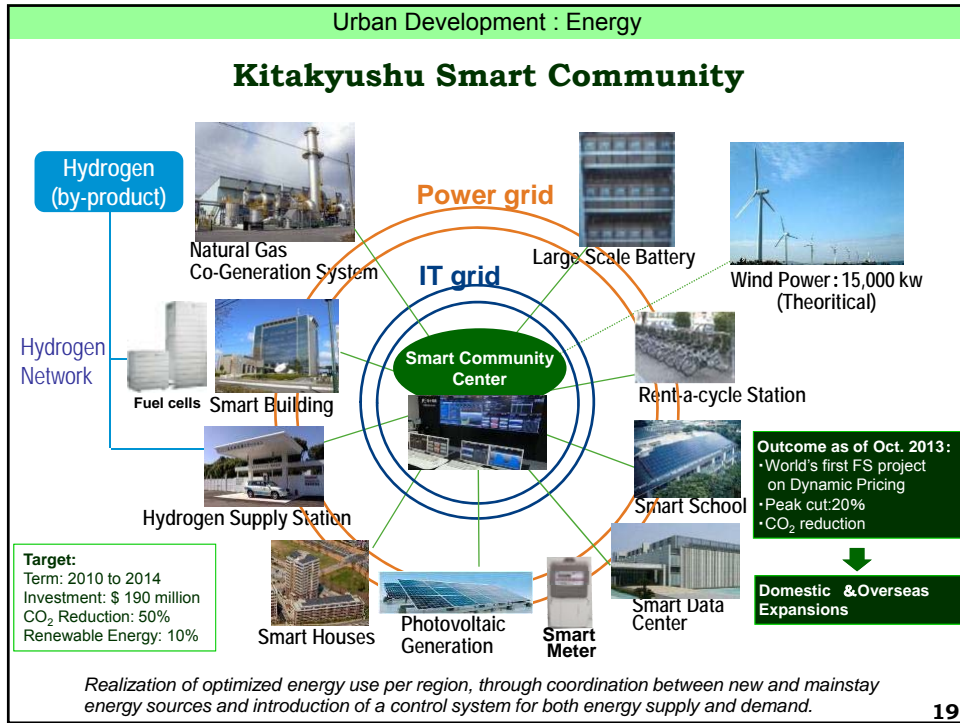 Urban Development : Energy
Kitakyushu Smart Community
Hydrogen
(by-product)
Power grid
Natural Gas
Co-Generation System
IT grid
Large Scale Battery
Wind Power : 15,000 kw
(Theoritical)
Hydrogen
Network
Smart Community
Center
Fuel cells
Smart Building
Rent-a-cycle Station
Hydrogen Supply Station
Smart School
Outcome as of Oct. 2013:
・World's first FS project
on Dynamic Pricing
・Peak cut:20%
・CO₂ reduction
Domestic &Overseas
Expansions
Target:
Term: 2010 to 2014
Investment: $ 190 million
CO₂ Reduction: 50%
Renewable Energy: 10%
Smart Houses
Photovoltaic
Generation
Smart
Meter
Smart Data
Center
Realization of optimized energy use per region, through coordination between new and mainstay
energy sources and introduction of a control system for both energy supply and demand.
19